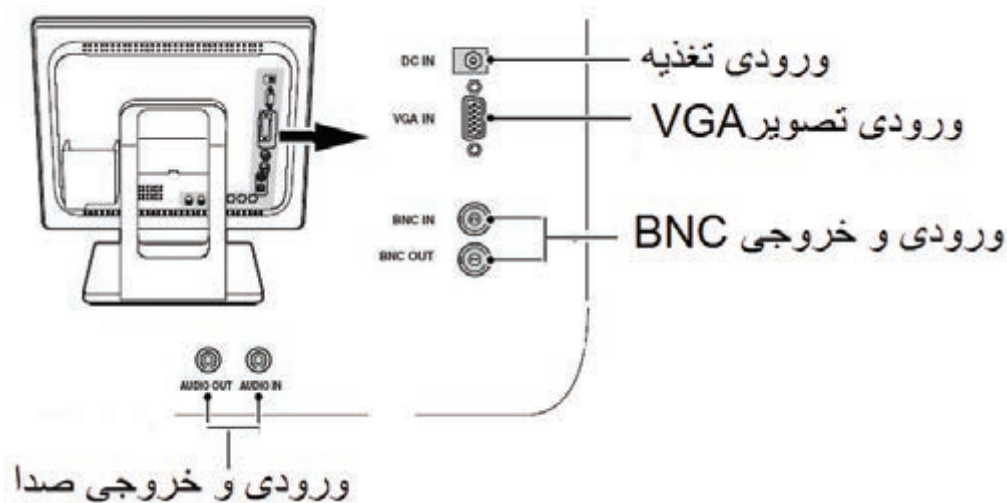 DC IN
ورودی تغذیه
VGA IN
ورودی تصویر VGA
BNC IN
BNC OUT
ورودی و خروجی BNC
AUDIO OUT AUDIO IN
ورودی و خروجی صدا